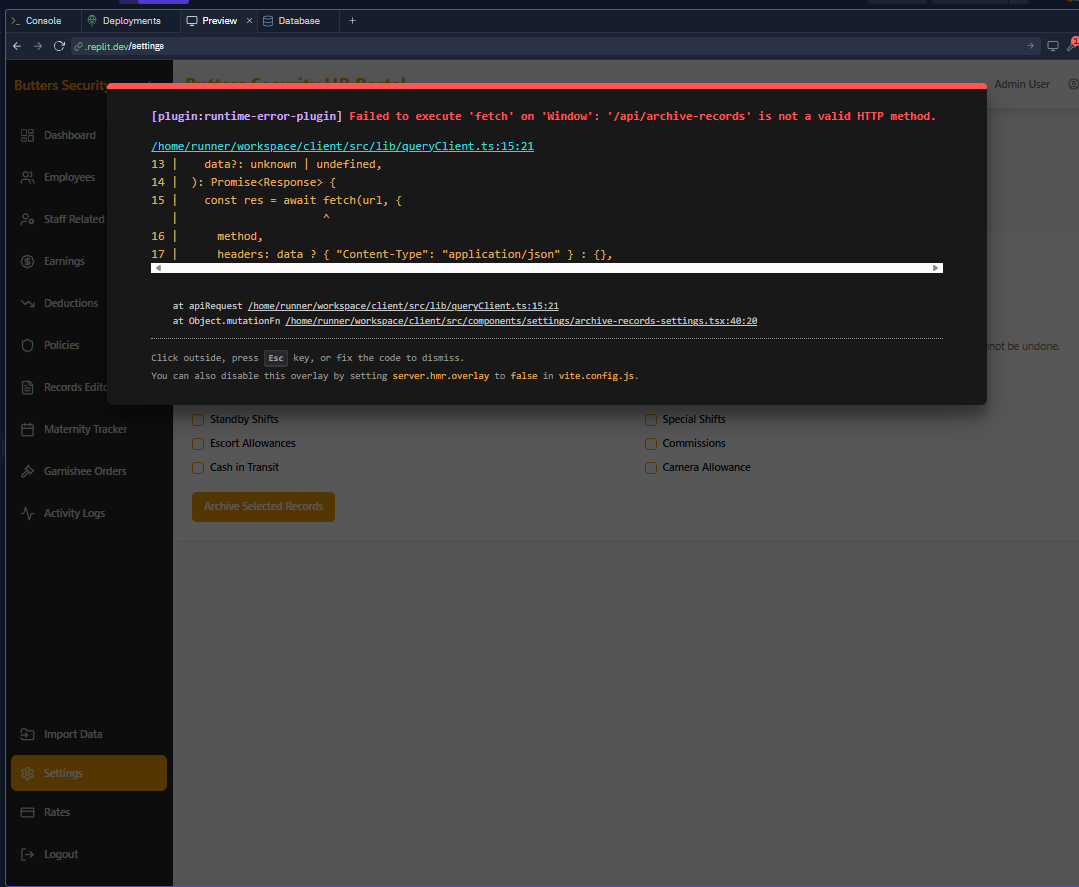 Console
Deployments
Preview
Database
.replit.dev/settings
1
Butters Security
Butters Security HR Portal
Admin User
[plugin:runtime-error-plugin] Failed to execute 'fetch' on 'Window': '/api/archive-records' is not a valid HTTP method.
/home/runner/workspace/client/src/lib/queryClient.ts:15:21
13 | data?: unknown | undefined,
14 | ): Promise<Response> {
15 | const res = await fetch(url, {
| ^
16 | method,
17 | headers: data ? { "Content-Type": "application/json" } : {},
at apiRequest /home/runner/workspace/client/src/lib/queryClient.ts:15:21
at Object.mutationFn /home/runner/workspace/client/src/components/settings/archive-records-settings.tsx:40:20
Click outside, press Esc key, or fix the code to dismiss.
You can also disable this overlay by setting server.hmr.overlay to false in vite.config.js.
Dashboard
Employees
Staff Related
Earnings
Deductions
Policies
not be undone.
Records Edito
Maternity Tracker
Garnishee Orders
Activity Logs
Standby Shifts
Special Shifts
Escort Allowances
Commissions
Cash in Transit
Camera Allowance
Archive Selected Records
Import Data
Settings
Rates
Logout